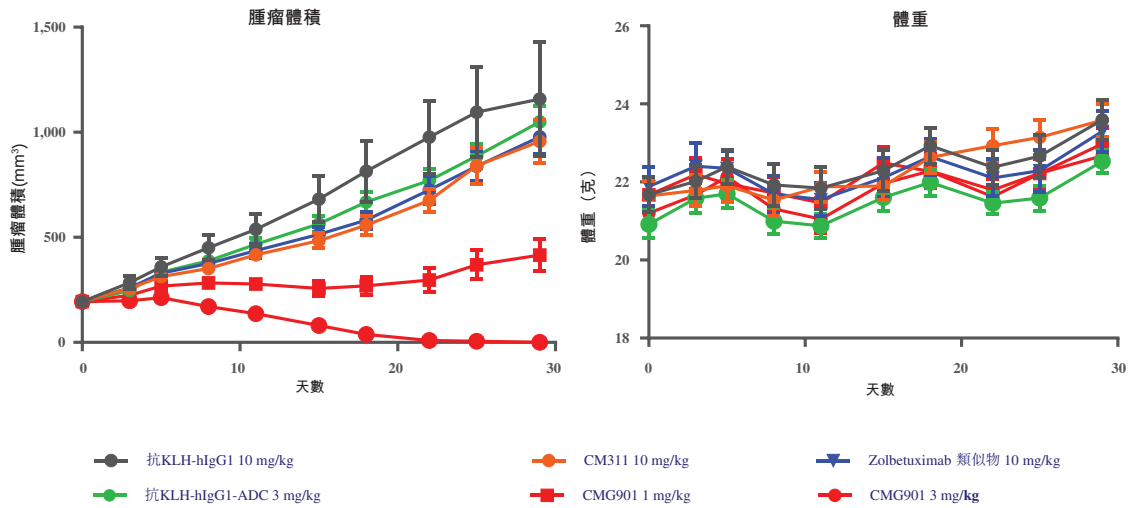 腫瘤體積
1,500
1,000
500
0
腫瘤體積(mm³)
0 10 20 30
天數
體重
26
24
22
20
18
體重（克）
0 10 20 30
天數
抗KLH-hIgG1 10 mg/kg
CM311 10 mg/kg
Zolbetuximab 類似物 10 mg/kg
抗KLH-hIgG1-ADC 3 mg/kg
CMG901 1 mg/kg
CMG901 3 mg/kg